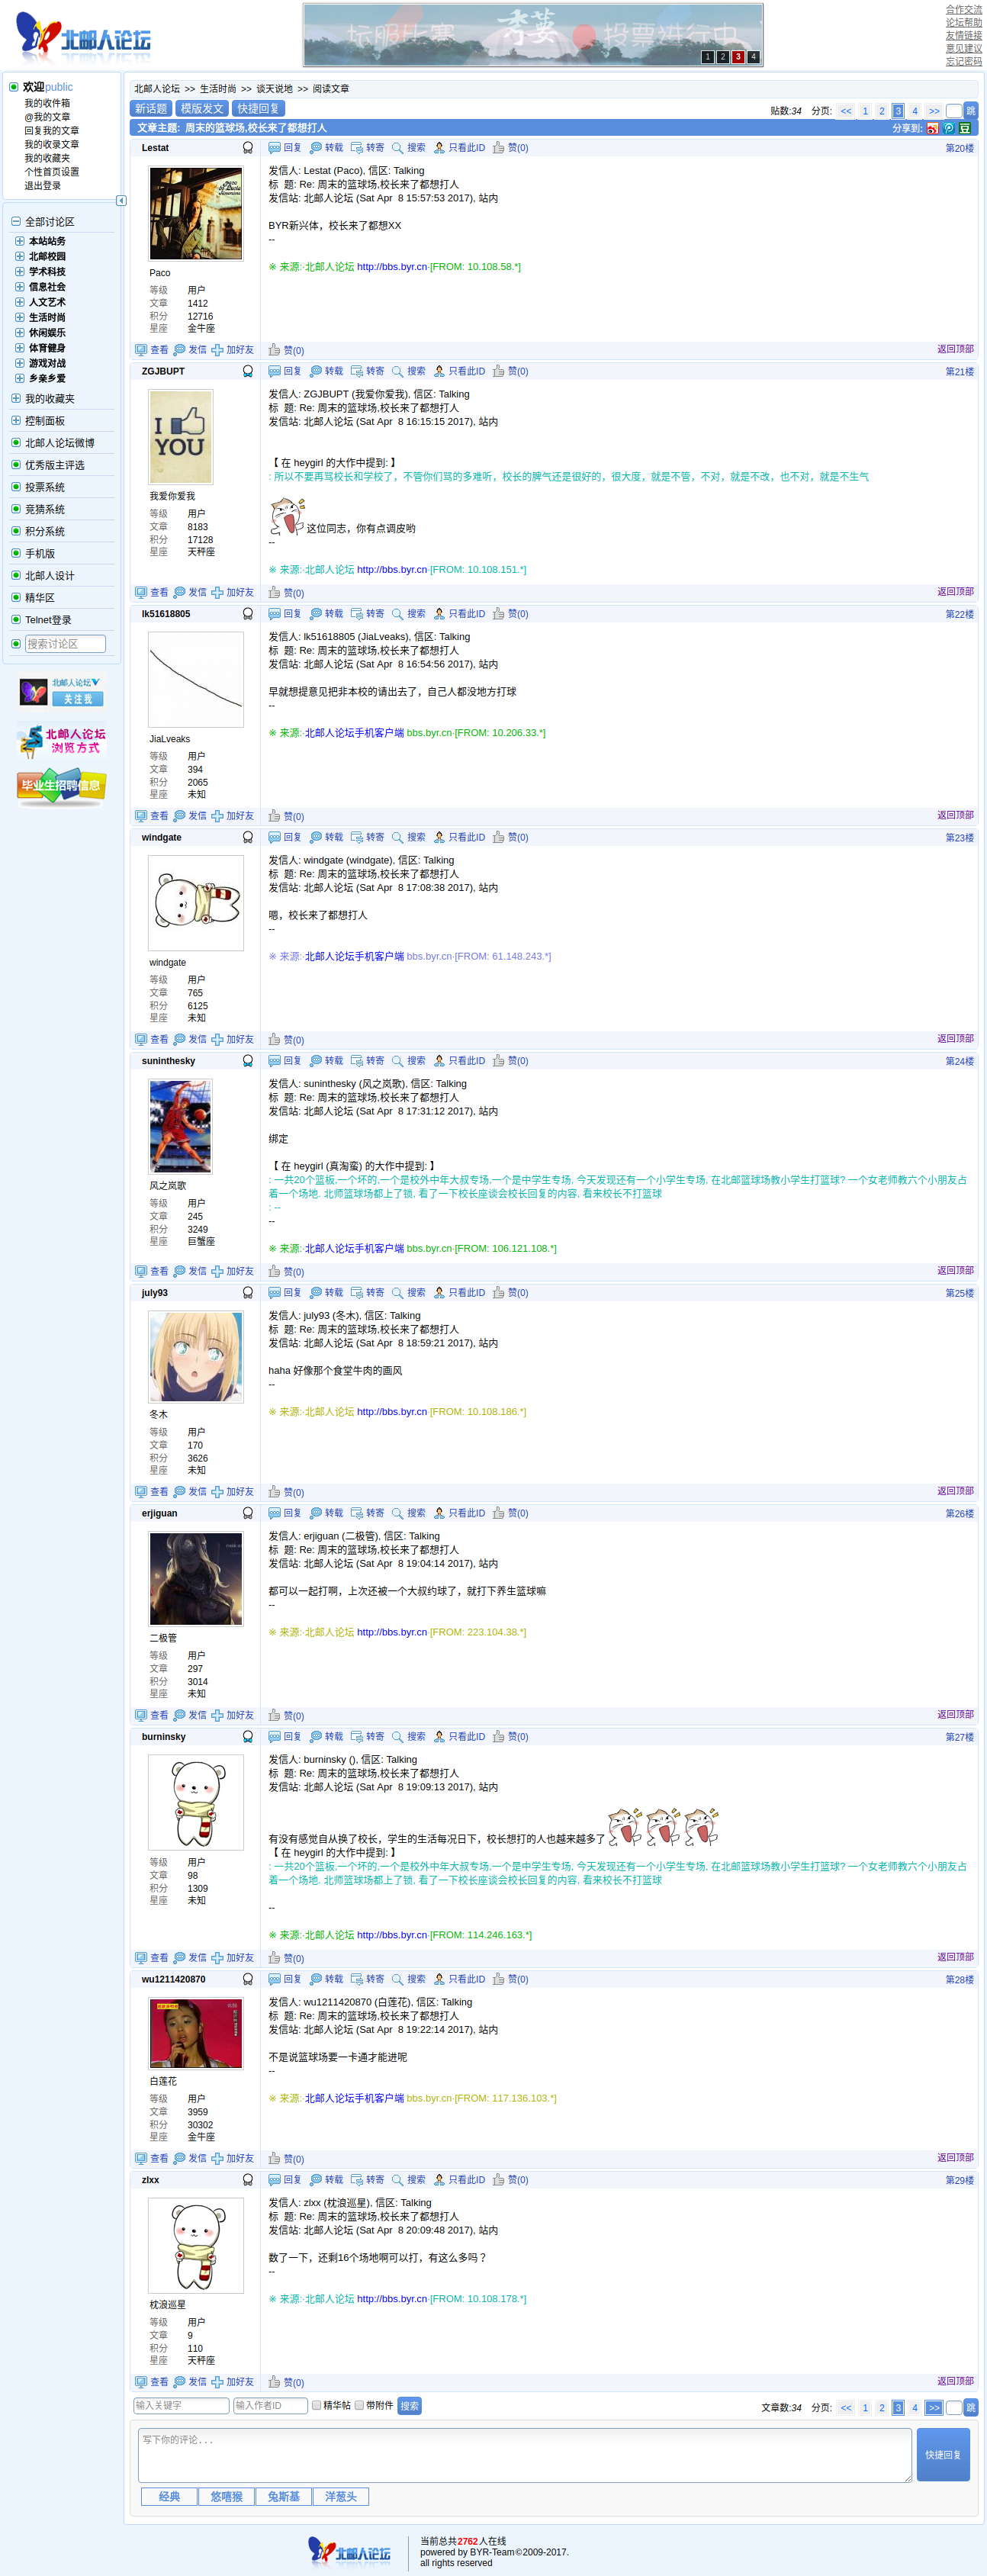 北邮人论坛
合作交流
论坛帮助
友情链接
意见建议
忘记密码
1 2 3 4
欢迎public
我的收件箱
@我的文章
回复我的文章
我的收录文章
我的收藏夹
个性首页设置
退出登录
全部讨论区
本站站务
北邮校园
学术科技
信息社会
人文艺术
生活时尚
休闲娱乐
体育健身
游戏对战
乡亲乡爱
我的收藏夹
控制面板
北邮人论坛微博
优秀版主评选
投票系统
竞猜系统
积分系统
手机版
北邮人设计
精华区
Telnet登录
搜索讨论区
北邮人论坛
关注我
北邮人论坛
浏览方式
毕业生招聘信息
北邮人论坛 >> 生活时尚 >> 谈天说地 >> 阅读文章
新话题 模版发文 快捷回复
贴数:34 分页: << 1 2 3 4 >> 跳
文章主题: 周末的篮球场,校长来了都想打人
分享到:
Lestat
回复 转载 转寄 搜索 只看此ID 赞(0)
第20楼
Paco
等级 用户
文章 1412
积分 12716
星座 金牛座
发信人: Lestat (Paco), 信区: Talking
标 题: Re: 周末的篮球场,校长来了都想打人
发信站: 北邮人论坛 (Sat Apr 8 15:57:53 2017), 站内
BYR新兴体，校长来了都想XX
--
※ 来源:·北邮人论坛 http://bbs.byr.cn·[FROM: 10.108.58.*]
查看 发信 加好友
赞(0)
返回顶部
ZGJBUPT
回复 转载 转寄 搜索 只看此ID 赞(0)
第21楼
I YOU
我爱你爱我
等级 用户
文章 8183
积分 17128
星座 天秤座
发信人: ZGJBUPT (我爱你爱我), 信区: Talking
标 题: Re: 周末的篮球场,校长来了都想打人
发信站: 北邮人论坛 (Sat Apr 8 16:15:15 2017), 站内
【 在 heygirl 的大作中提到: 】
: 所以不要再骂校长和学校了，不管你们骂的多难听，校长的脾气还是很好的，很大度，就是不管，不对，就是不改，也不对，就是不生气
这位同志，你有点调皮哟
--
※ 来源:·北邮人论坛 http://bbs.byr.cn·[FROM: 10.108.151.*]
查看 发信 加好友
赞(0)
返回顶部
lk51618805
回复 转载 转寄 搜索 只看此ID 赞(0)
第22楼
JiaLveaks
等级 用户
文章 394
积分 2065
星座 未知
发信人: lk51618805 (JiaLveaks), 信区: Talking
标 题: Re: 周末的篮球场,校长来了都想打人
发信站: 北邮人论坛 (Sat Apr 8 16:54:56 2017), 站内
早就想提意见把非本校的请出去了，自己人都没地方打球
--
※ 来源:·北邮人论坛手机客户端 bbs.byr.cn·[FROM: 10.206.33.*]
查看 发信 加好友
赞(0)
返回顶部
windgate
回复 转载 转寄 搜索 只看此ID 赞(0)
第23楼
windgate
等级 用户
文章 765
积分 6125
星座 未知
发信人: windgate (windgate), 信区: Talking
标 题: Re: 周末的篮球场,校长来了都想打人
发信站: 北邮人论坛 (Sat Apr 8 17:08:38 2017), 站内
嗯，校长来了都想打人
--
※ 来源:·北邮人论坛手机客户端 bbs.byr.cn·[FROM: 61.148.243.*]
查看 发信 加好友
赞(0)
返回顶部
suninthesky
回复 转载 转寄 搜索 只看此ID 赞(0)
第24楼
风之岚歌
等级 用户
文章 245
积分 3249
星座 巨蟹座
发信人: suninthesky (风之岚歌), 信区: Talking
标 题: Re: 周末的篮球场,校长来了都想打人
发信站: 北邮人论坛 (Sat Apr 8 17:31:12 2017), 站内
绑定
【 在 heygirl (真淘蛮) 的大作中提到: 】
: 一共20个篮板,一个坏的,一个是校外中年大叔专场,一个是中学生专场, 今天发现还有一个小学生专场, 在北邮篮球场教小学生打篮球? 一个女老师教六个小朋友占着一个场地. 北师篮球场都上了锁, 看了一下校长座谈会校长回复的内容, 看来校长不打篮球
: --
--
※ 来源:·北邮人论坛手机客户端 bbs.byr.cn·[FROM: 106.121.108.*]
查看 发信 加好友
赞(0)
返回顶部
july93
回复 转载 转寄 搜索 只看此ID 赞(0)
第25楼
冬木
等级 用户
文章 170
积分 3626
星座 未知
发信人: july93 (冬木), 信区: Talking
标 题: Re: 周末的篮球场,校长来了都想打人
发信站: 北邮人论坛 (Sat Apr 8 18:59:21 2017), 站内
haha 好像那个食堂牛肉的画风
--
※ 来源:·北邮人论坛 http://bbs.byr.cn·[FROM: 10.108.186.*]
查看 发信 加好友
赞(0)
返回顶部
erjiguan
回复 转载 转寄 搜索 只看此ID 赞(0)
第26楼
二极管
等级 用户
文章 297
积分 3014
星座 未知
发信人: erjiguan (二极管), 信区: Talking
标 题: Re: 周末的篮球场,校长来了都想打人
发信站: 北邮人论坛 (Sat Apr 8 19:04:14 2017), 站内
都可以一起打啊，上次还被一个大叔约球了，就打下养生篮球嘛
--
※ 来源:·北邮人论坛 http://bbs.byr.cn·[FROM: 223.104.38.*]
查看 发信 加好友
赞(0)
返回顶部
burninsky
回复 转载 转寄 搜索 只看此ID 赞(0)
第27楼
等级 用户
文章 98
积分 1309
星座 未知
发信人: burninsky (), 信区: Talking
标 题: Re: 周末的篮球场,校长来了都想打人
发信站: 北邮人论坛 (Sat Apr 8 19:09:13 2017), 站内
有没有感觉自从换了校长，学生的生活每况日下，校长想打的人也越来越多了
【 在 heygirl 的大作中提到: 】
: 一共20个篮板,一个坏的,一个是校外中年大叔专场,一个是中学生专场, 今天发现还有一个小学生专场, 在北邮篮球场教小学生打篮球? 一个女老师教六个小朋友占着一个场地. 北师篮球场都上了锁, 看了一下校长座谈会校长回复的内容, 看来校长不打篮球
--
※ 来源:·北邮人论坛 http://bbs.byr.cn·[FROM: 114.246.163.*]
查看 发信 加好友
赞(0)
返回顶部
wu1211420870
回复 转载 转寄 搜索 只看此ID 赞(0)
第28楼
白莲花
等级 用户
文章 3959
积分 30302
星座 金牛座
发信人: wu1211420870 (白莲花), 信区: Talking
标 题: Re: 周末的篮球场,校长来了都想打人
发信站: 北邮人论坛 (Sat Apr 8 19:22:14 2017), 站内
不是说篮球场要一卡通才能进呢
--
※ 来源:·北邮人论坛手机客户端 bbs.byr.cn·[FROM: 117.136.103.*]
查看 发信 加好友
赞(0)
返回顶部
zlxx
回复 转载 转寄 搜索 只看此ID 赞(0)
第29楼
枕浪巡星
等级 用户
文章 9
积分 110
星座 天秤座
发信人: zlxx (枕浪巡星), 信区: Talking
标 题: Re: 周末的篮球场,校长来了都想打人
发信站: 北邮人论坛 (Sat Apr 8 20:09:48 2017), 站内
数了一下，还剩16个场地啊可以打，有这么多吗？
--
※ 来源:·北邮人论坛 http://bbs.byr.cn·[FROM: 10.108.178.*]
查看 发信 加好友
赞(0)
返回顶部
输入关键字 输入作者ID 精华帖 带附件 搜索
文章数:34 分页: << 1 2 3 4 >> 跳
写下你的评论...
快捷回复
经典 悠嘻猴 兔斯基 洋葱头
北邮人论坛
当前总共2762人在线
powered by BYR-Team©2009-2017.
all rights reserved